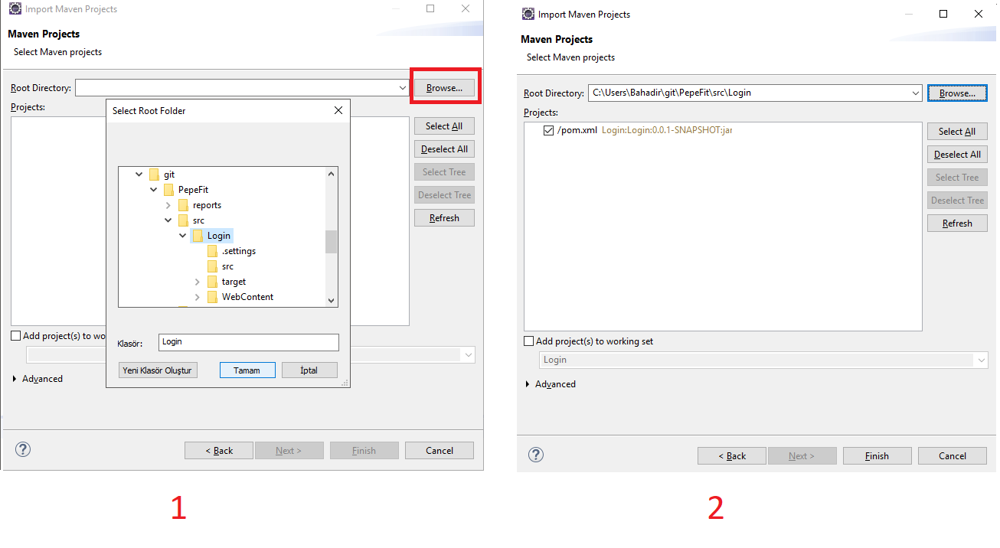 Import Maven Projects
Maven Projects
Select Maven projects
Root Directory:
Browse...
Projects:
Select Root Folder
git
PepeFit
reports
src
Login
.settings
src
target
WebContent
Klasör:
Login
Yeni Klasör Oluştur
Tamam
İptal
Select All
Deselect All
Select Tree
Deselect Tree
Refresh
Add project(s) to wo
Advanced
?
< Back
Next >
Finish
Cancel
1
Import Maven Projects
Maven Projects
Select Maven projects
Root Directory:
C:\Users\Bahadir\git\PepeFit\src\Login
Browse...
Projects:
/pom.xml Login:Login:0.0.1-SNAPSHOT:jar
Select All
Deselect All
Select Tree
Deselect Tree
Refresh
Add project(s) to working set
Login
Advanced
?
< Back
Next >
Finish
Cancel
2